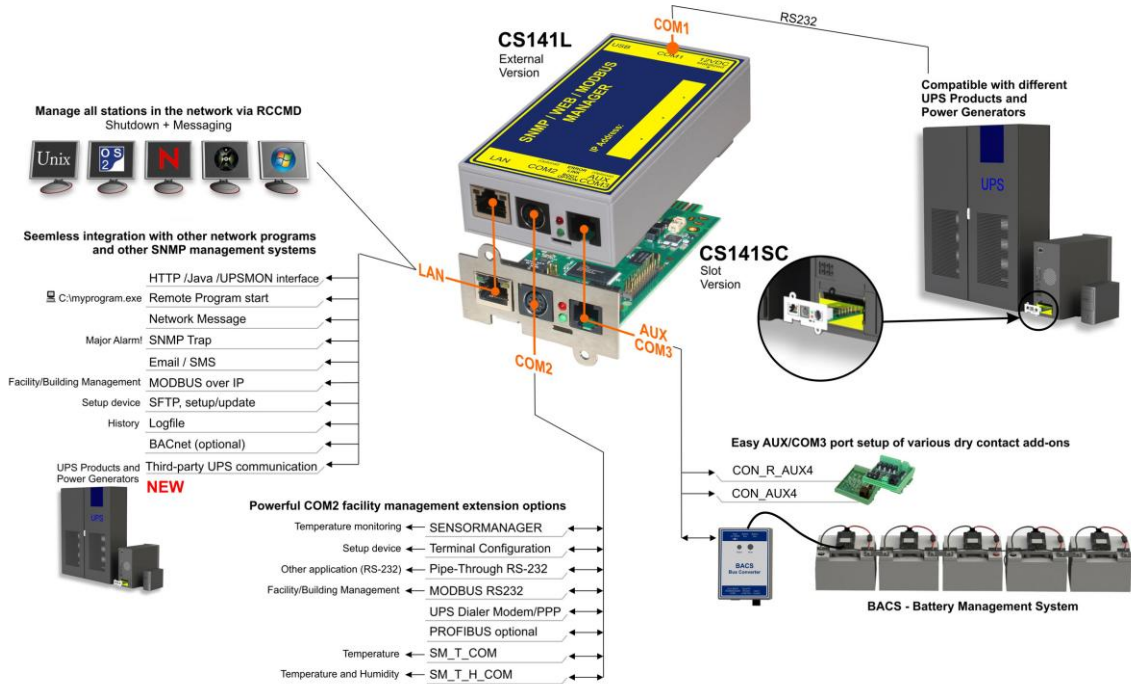 CS141L
External
Version
COM1
RS232
USB
COM1
12VDC
SNMP / WEB / MODBUS
MANAGER
IP Address:
LAN
COM2
AUX
COM3
Compatible with different
UPS Products and
Power Generators
UPS
Manage all stations in the network via RCCMD
Shutdown + Messaging
Unix
OS
2
N
Seemless integration with other network programs
and other SNMP management systems
HTTP /Java /UPSMON interface
C:\myprogram.exe Remote Program start
Network Message
Major Alarm! SNMP Trap
Email / SMS
Facility/Building Management MODBUS over IP
Setup device SFTP, setup/update
History Logfile
BACnet (optional)
UPS Products and
Power Generators
Third-party UPS communication
NEW
UPS
LAN
CS141SC
Slot
Version
AUX
COM3
COM2
Powerful COM2 facility management extension options
Temperature monitoring SENSORMANAGER
Setup device Terminal Configuration
Other application (RS-232) Pipe-Through RS-232
Facility/Building Management MODBUS RS232
UPS Dialer Modem/PPP
PROFIBUS optional
Temperature SM_T_COM
Temperature and Humidity SM_T_H_COM
Easy AUX/COM3 port setup of various dry contact add-ons
CON_R_AUX4
CON_AUX4
BACS
Bus Converter
BACS - Battery Management System